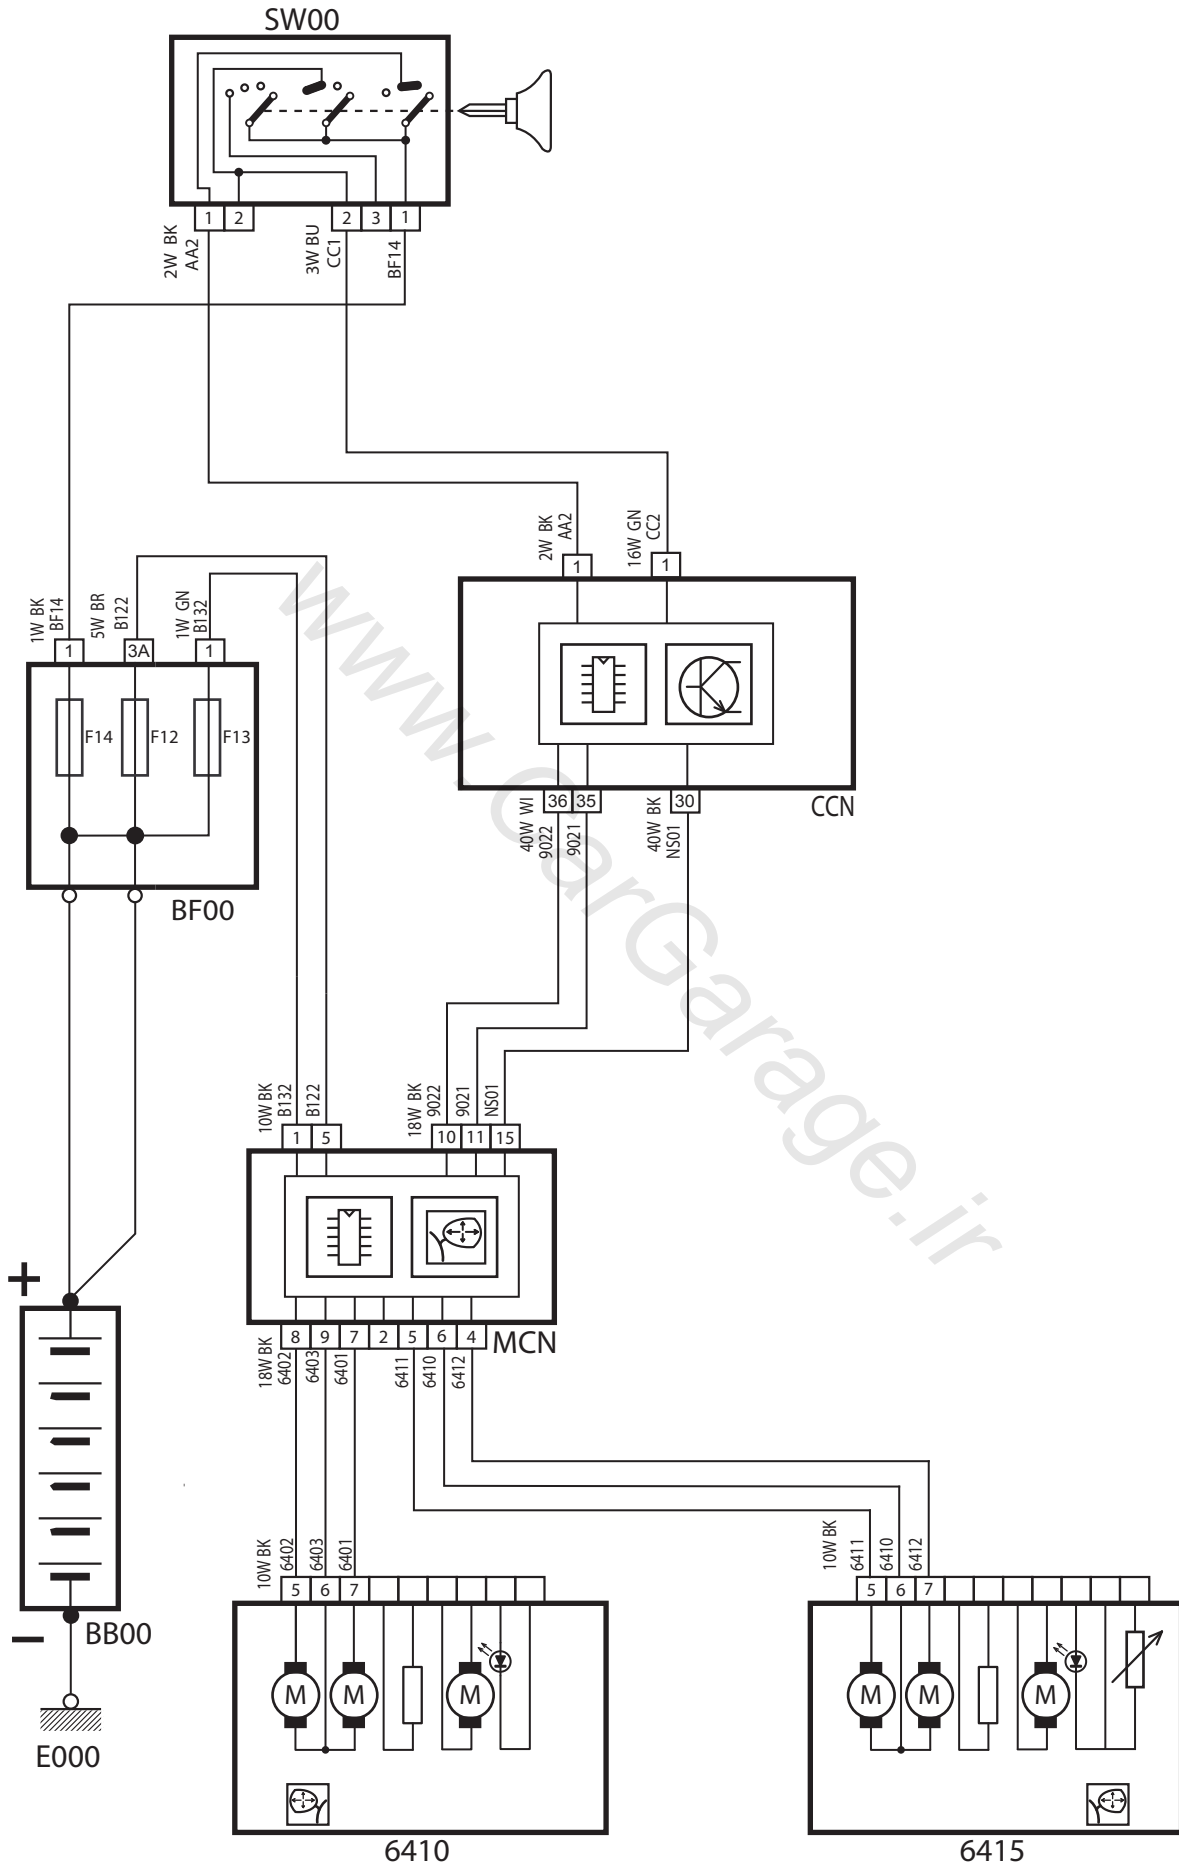 SW00
1 2 2 3 1
2W BK
AA2
3W BU
CC1
BF14
2W BK
AA2
16W GN
CC2
1 1
1W BK
BF14
5W BR
B122
1W GN
B132
1 3A 1
F14 F12 F13
BF00
36 35 30
CCN
40W WI
9022
9021
40W BK
NS01
www.CarGarage.ir
10W BK
B132
B122
18W BK
9022
9021
NS01
1 5 10 11 15
+
8 9 7 2 5 6 4
MCN
18W BK
6402
6403
6401
6411
6410
6412
10W BK
6402
6403
6401
10W BK
6411
6410
6412
5 6 7
5 6 7
−
BB00
M M M
M M M
E000
6410
6415